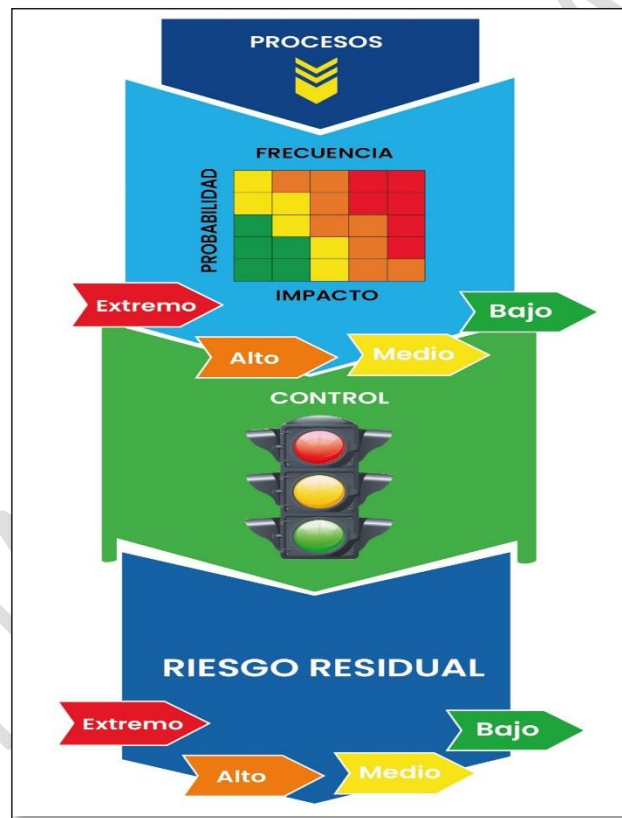 PROCESOS
FRECUENCIA
PROBABILIDAD
IMPACTO
Extremo
Alto
Medio
Bajo
CONTROL
RIESGO RESIDUAL
Extremo
Alto
Medio
Bajo